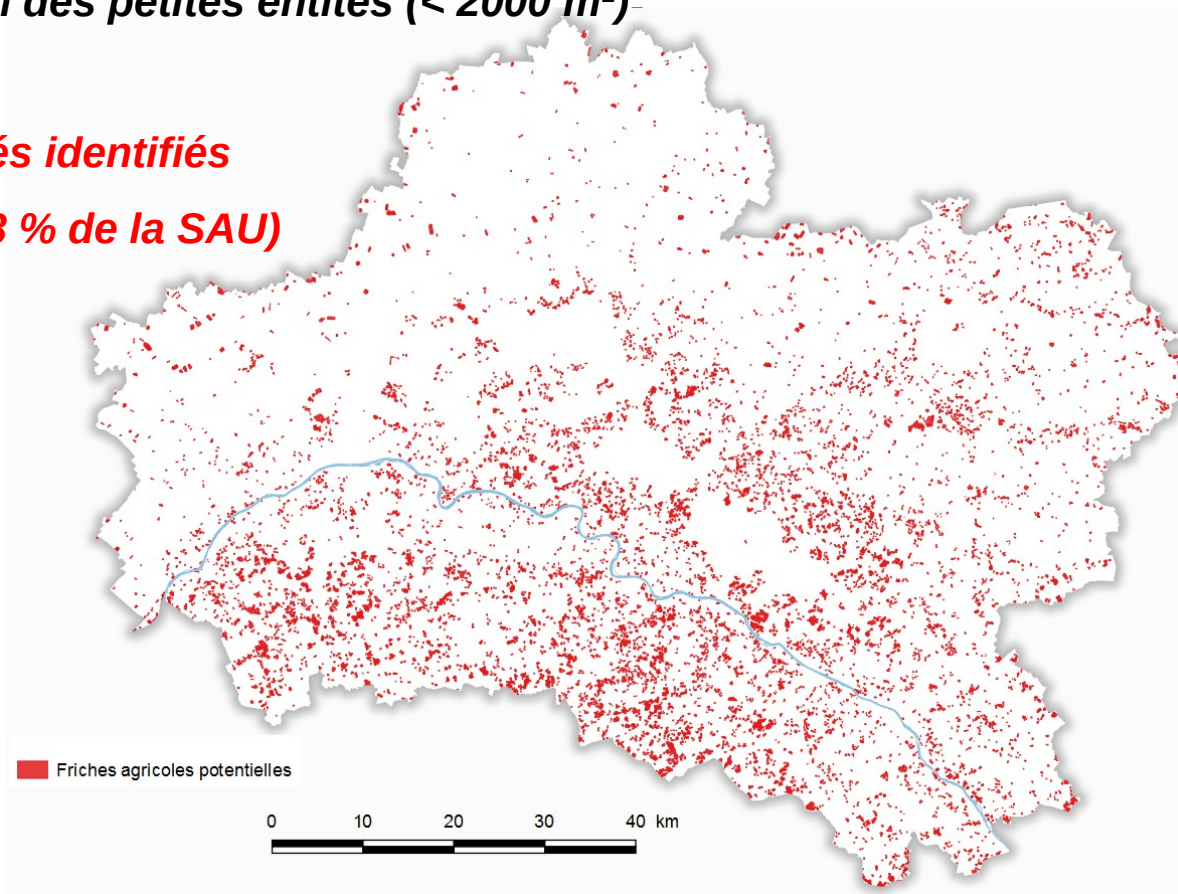 des petites entités (< 2000 m²)
és identifiés
% de la SAU)
Friches agricoles potentielles
0 10 20 30 40 km